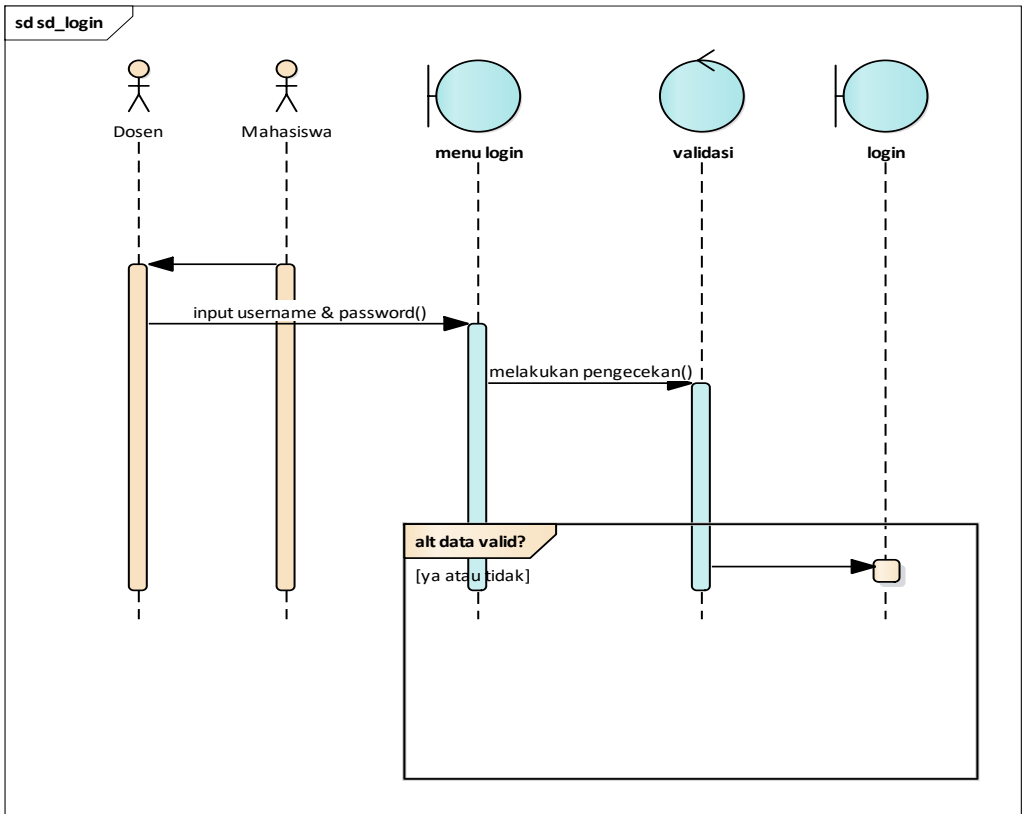 sd sd_login
Dosen
Mahasiswa
menu login
validasi
login
input username & password()
melakukan pengecekan()
alt data valid?
[ya atau tidak]